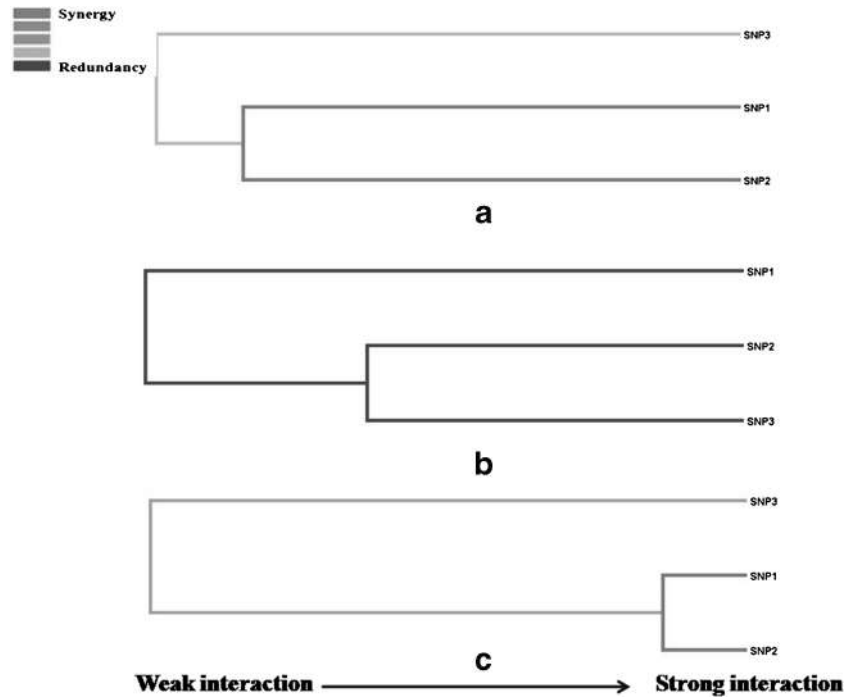 Synergy
Redundancy
SNP3
SNP1
SNP2
a
SNP1
SNP2
SNP3
b
SNP3
SNP1
SNP2
c
Weak interaction
Strong interaction